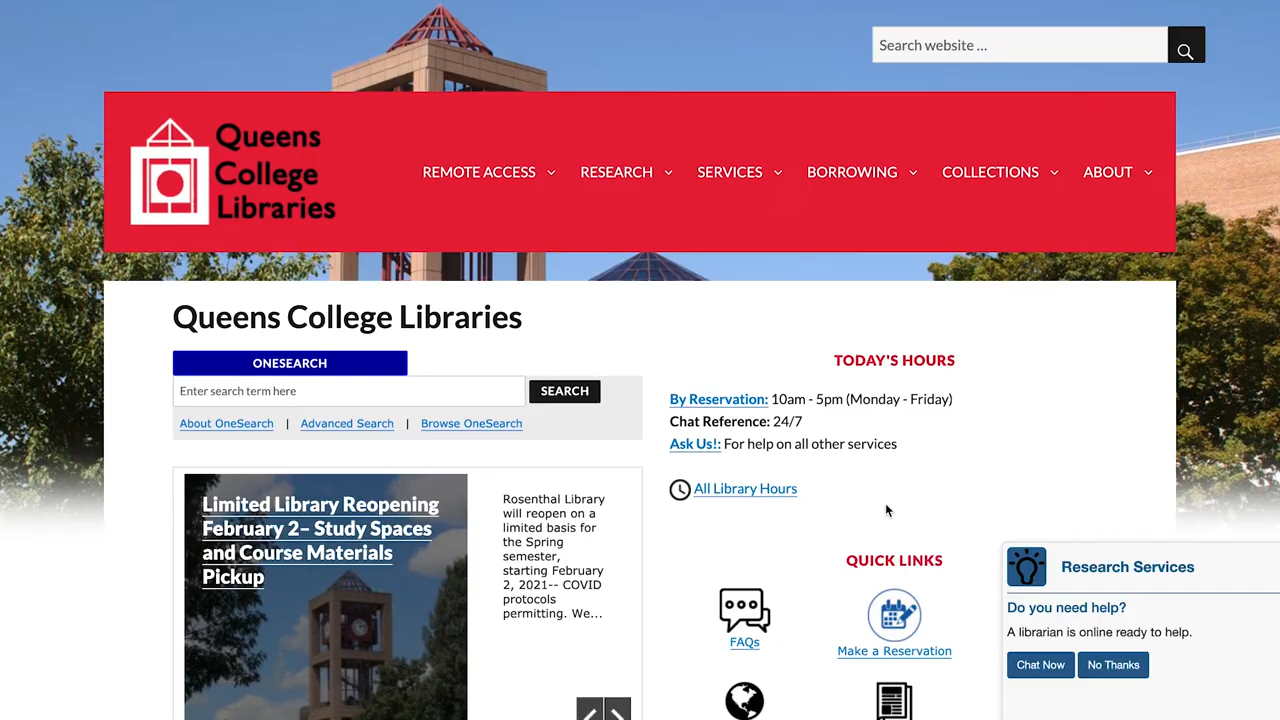 Search website ...
Queens
College
Libraries
REMOTE ACCESS
RESEARCH
SERVICES
BORROWING
COLLECTIONS
ABOUT
Queens College Libraries
ONESEARCH
Enter search term here
SEARCH
About OneSearch | Advanced Search | Browse OneSearch
Limited Library Reopening
February 2– Study Spaces
and Course Materials
Pickup
Rosenthal Library
will reopen on a
limited basis for
the Spring
semester,
starting February
2, 2021-- COVID
protocols
permitting. We...
TODAY'S HOURS
By Reservation: 10am - 5pm (Monday - Friday)
Chat Reference: 24/7
Ask Us!: For help on all other services
All Library Hours
QUICK LINKS
FAQs
Make a Reservation
Research Services
Do you need help?
A librarian is online ready to help.
Chat Now
No Thanks